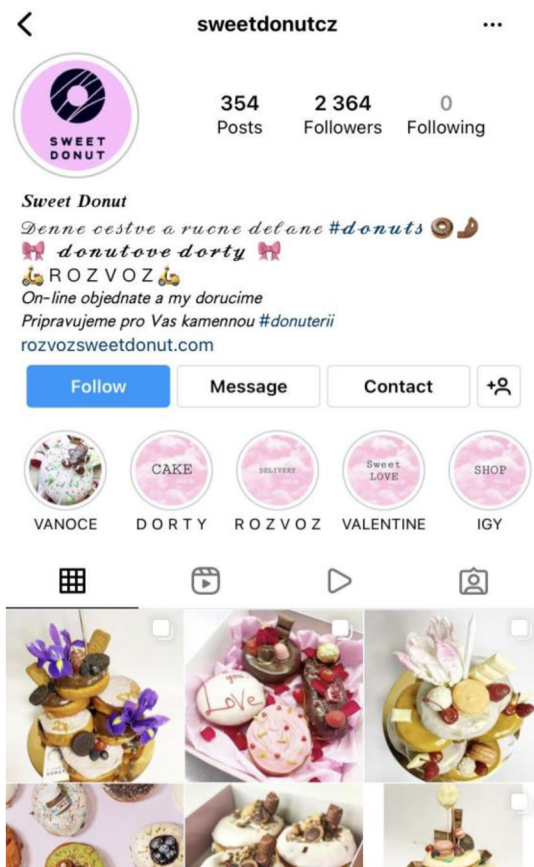 sweetdonutcz
SWEET
DONUT
354
Posts
2 364
Followers
0
Following
Sweet Donut
Denne cestve a rucne delane #donuts
donutove dorty
R O Z V O Z
On-line objednate a my dorucime
Pripravujeme pro Vas kamennou #donuterii
rozvozsweetdonut.com
Follow
Message
Contact
CAKE
DELIVERY
Sweet
LOVE
SHOP
VANOCE
D O R T Y
R O Z V O Z
VALENTINE
IGY
you,
Love